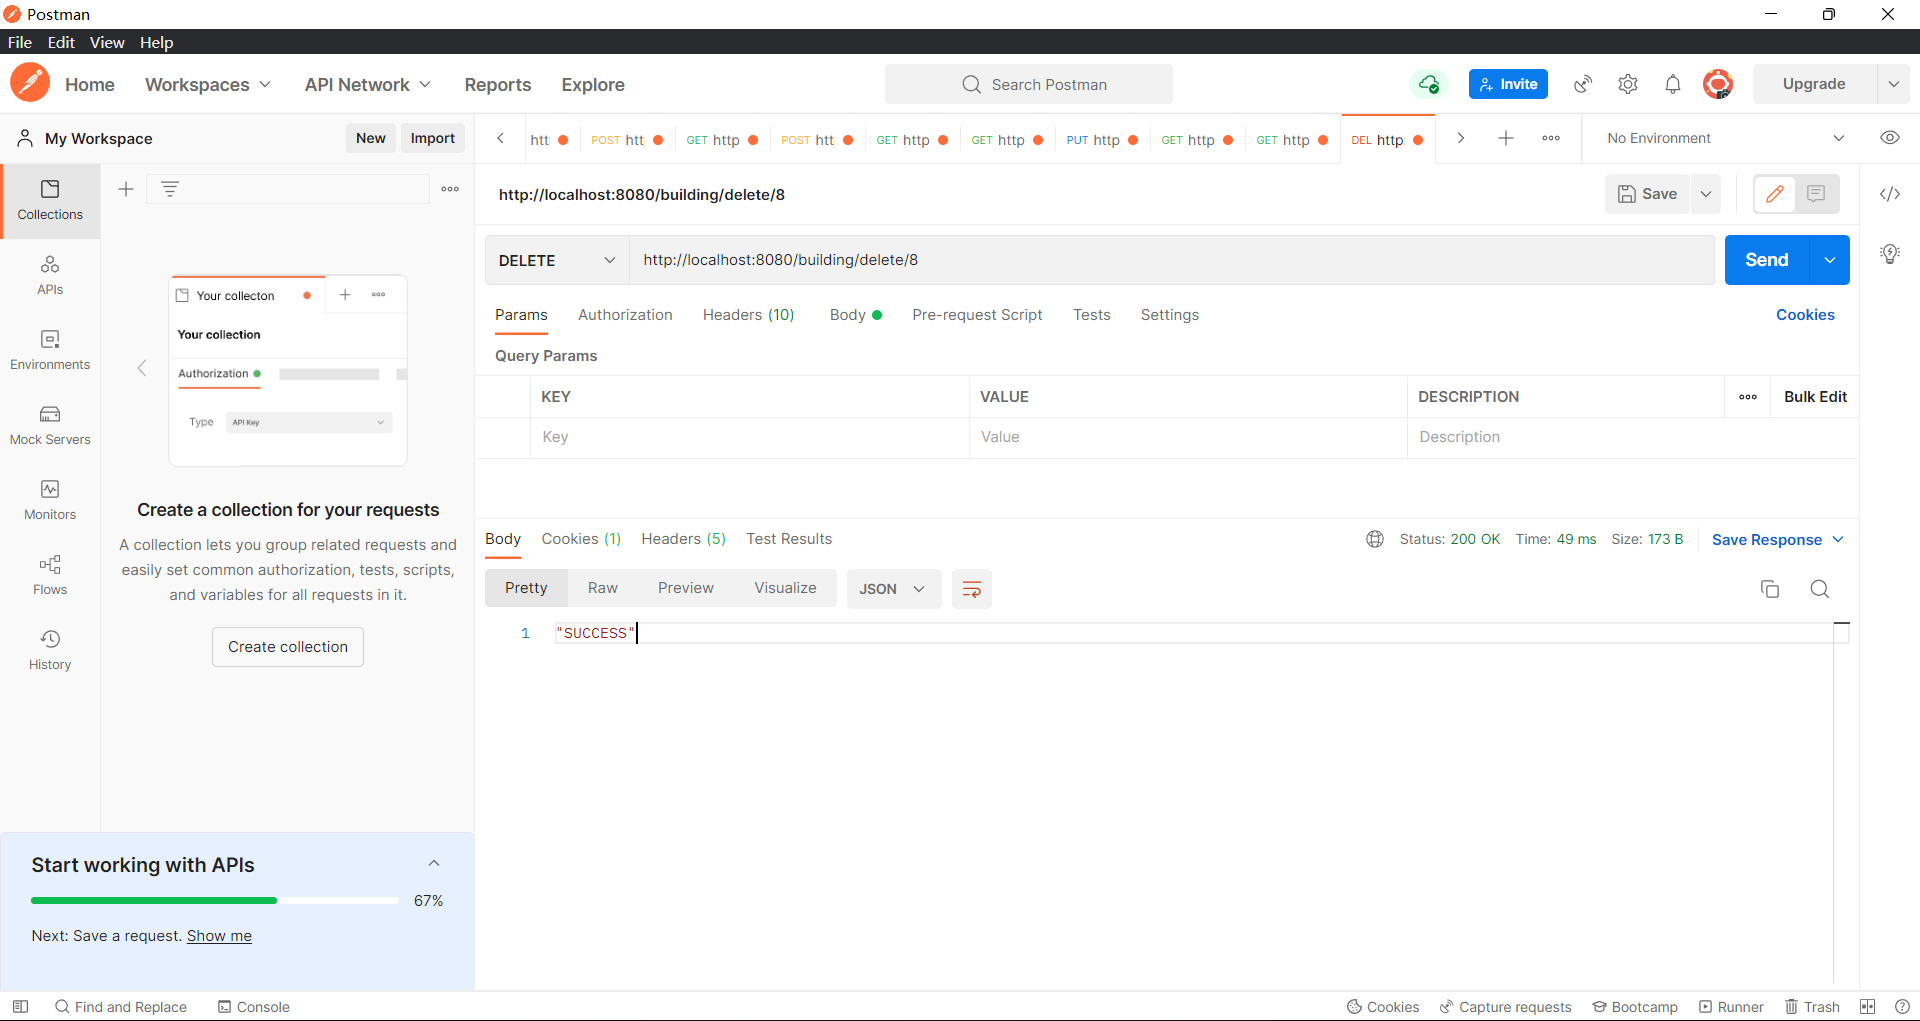 Postman
File Edit View Help
Home Workspaces API Network Reports Explore Search Postman Invite Upgrade
My Workspace New Import
htt POST htt GET http POST htt GET http GET http PUT http GET http GET http DEL http No Environment
Collections
APIs
Environments
Mock Servers
Monitors
Flows
History
Your collecton
Your collection
Authorization
Type API Key
Create a collection for your requests
A collection lets you group related requests and
easily set common authorization, tests, scripts,
and variables for all requests in it.
Create collection
Start working with APIs
67%
Next: Save a request. Show me
http://localhost:8080/building/delete/8 Save
DELETE http://localhost:8080/building/delete/8 Send
Params Authorization Headers (10) Body Pre-request Script Tests Settings Cookies
Query Params
KEY VALUE DESCRIPTION Bulk Edit
Key Value Description
Body Cookies (1) Headers (5) Test Results Status: 200 OK Time: 49 ms Size: 173 B Save Response
Pretty Raw Preview Visualize JSON
1 "SUCCESS"
Find and Replace Console Cookies Capture requests Bootcamp Runner Trash